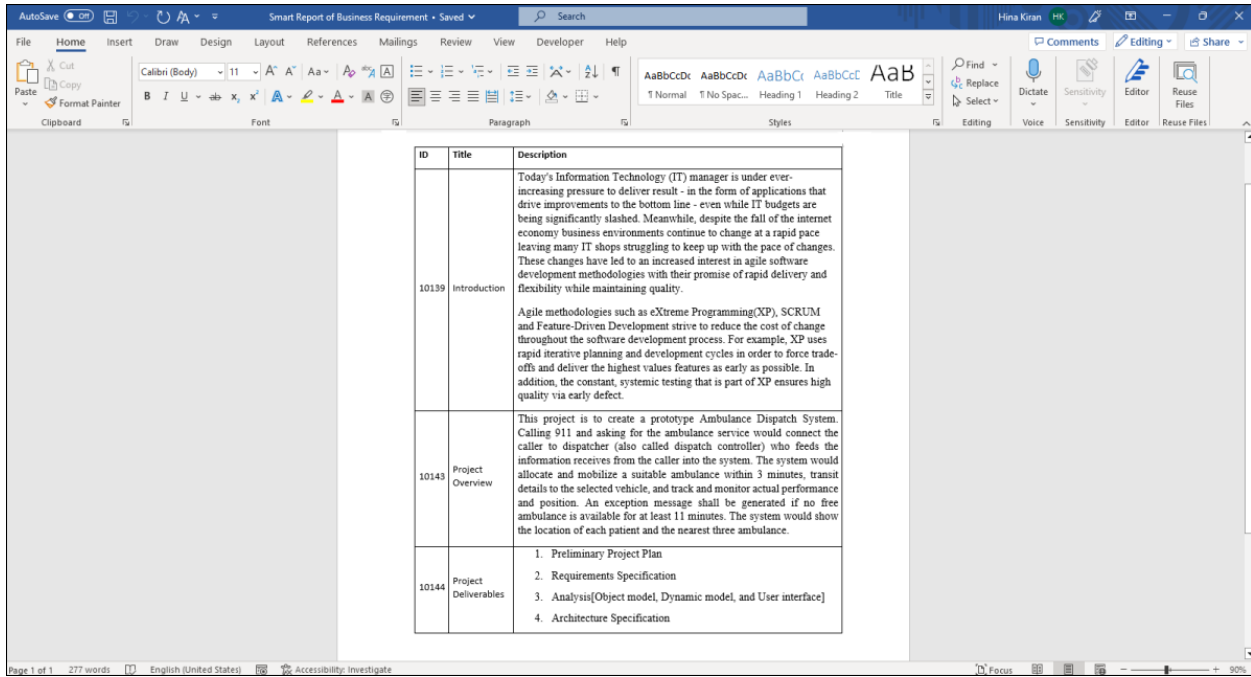 AutoSave Off Smart Report of Business Requirement • Saved Search Hina Kiran HK
File Home Insert Draw Design Layout References Mailings Review View Developer Help Comments Editing Share
Paste
Cut
Copy
Format Painter
Clipboard
Calibri (Body) 11
Font
Paragraph
AaBbCcDc AaBbCcDc AaBbCc AaBbCcE AaB
¶ Normal ¶ No Spac... Heading 1 Heading 2 Title
Styles
Find
Replace
Select
Editing
Dictate
Voice
Sensitivity
Sensitivity
Editor
Editor
Reuse
Files
Reuse Files
ID Title Description
10139 Introduction
Today's Information Technology (IT) manager is under ever-
increasing pressure to deliver result - in the form of applications that
drive improvements to the bottom line - even while IT budgets are
being significantly slashed. Meanwhile, despite the fall of the internet
economy business environments continue to change at a rapid pace
leaving many IT shops struggling to keep up with the pace of changes.
These changes have led to an increased interest in agile software
development methodologies with their promise of rapid delivery and
flexibility while maintaining quality.
Agile methodologies such as eXtreme Programming(XP), SCRUM
and Feature-Driven Development strive to reduce the cost of change
throughout the software development process. For example, XP uses
rapid iterative planning and development cycles in order to force trade-
offs and deliver the highest values features as early as possible. In
addition, the constant, systemic testing that is part of XP ensures high
quality via early defect.
10143 Project
Overview
This project is to create a prototype Ambulance Dispatch System.
Calling 911 and asking for the ambulance service would connect the
caller to dispatcher (also called dispatch controller) who feeds the
information receives from the caller into the system. The system would
allocate and mobilize a suitable ambulance within 3 minutes, transit
details to the selected vehicle, and track and monitor actual performance
and position. An exception message shall be generated if no free
ambulance is available for at least 11 minutes. The system would show
the location of each patient and the nearest three ambulance.
10144 Project
Deliverables
1. Preliminary Project Plan
2. Requirements Specification
3. Analysis[Object model, Dynamic model, and User interface]
4. Architecture Specification
Page 1 of 1 277 words English (United States) Accessibility: Investigate Focus 90%